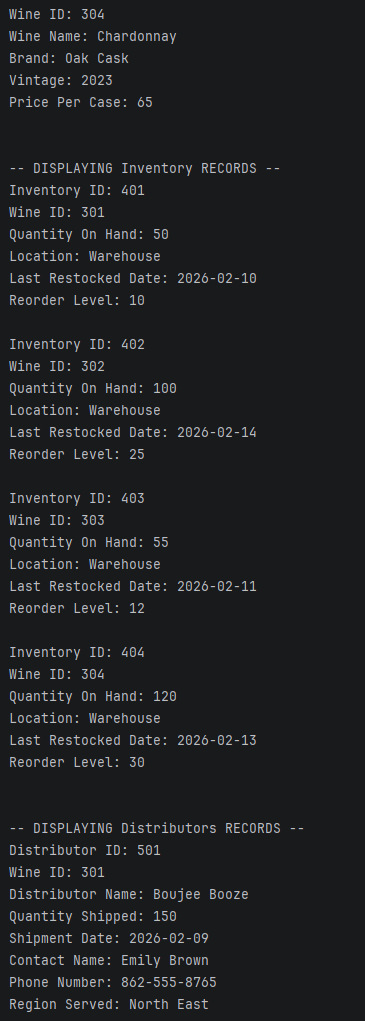 Wine ID: 304
Wine Name: Chardonnay
Brand: Oak Cask
Vintage: 2023
Price Per Case: 65
-- DISPLAYING Inventory RECORDS --
Inventory ID: 401
Wine ID: 301
Quantity On Hand: 50
Location: Warehouse
Last Restocked Date: 2026-02-10
Reorder Level: 10
Inventory ID: 402
Wine ID: 302
Quantity On Hand: 100
Location: Warehouse
Last Restocked Date: 2026-02-14
Reorder Level: 25
Inventory ID: 403
Wine ID: 303
Quantity On Hand: 55
Location: Warehouse
Last Restocked Date: 2026-02-11
Reorder Level: 12
Inventory ID: 404
Wine ID: 304
Quantity On Hand: 120
Location: Warehouse
Last Restocked Date: 2026-02-13
Reorder Level: 30
-- DISPLAYING Distributors RECORDS --
Distributor ID: 501
Wine ID: 301
Distributor Name: Boujee Booze
Quantity Shipped: 150
Shipment Date: 2026-02-09
Contact Name: Emily Brown
Phone Number: 862-555-8765
Region Served: North East